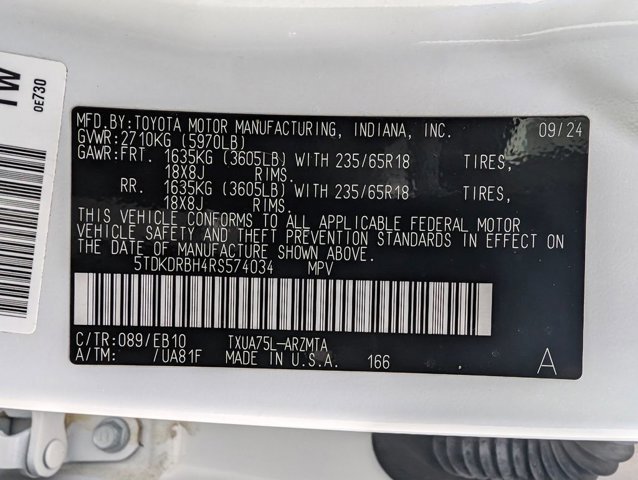 MFD.BY:TOYOTA MOTOR MANUFACTURING, INDIANA, INC. 09/24
GVWR:2710KG (5970LB)
GAWR:FRT. 1635KG (3605LB) WITH 235/65R18 TIRES,
18X8J RIMS.
RR. 1635KG (3605LB) WITH 235/65R18 TIRES,
18X8J RIMS.
THIS VEHICLE CONFORMS TO ALL APPLICABLE FEDERAL MOTOR
VEHICLE SAFETY AND THEFT PREVENTION STANDARDS IN EFFECT ON
THE DATE OF MANUFACTURE SHOWN ABOVE.
5TDKDRBH4RS574034 MPV
C/TR:089/EB10 TXUA75L-ARZMTA
A/TM: /UA81F MADE IN U.S.A. 166 . A
TW
0E730